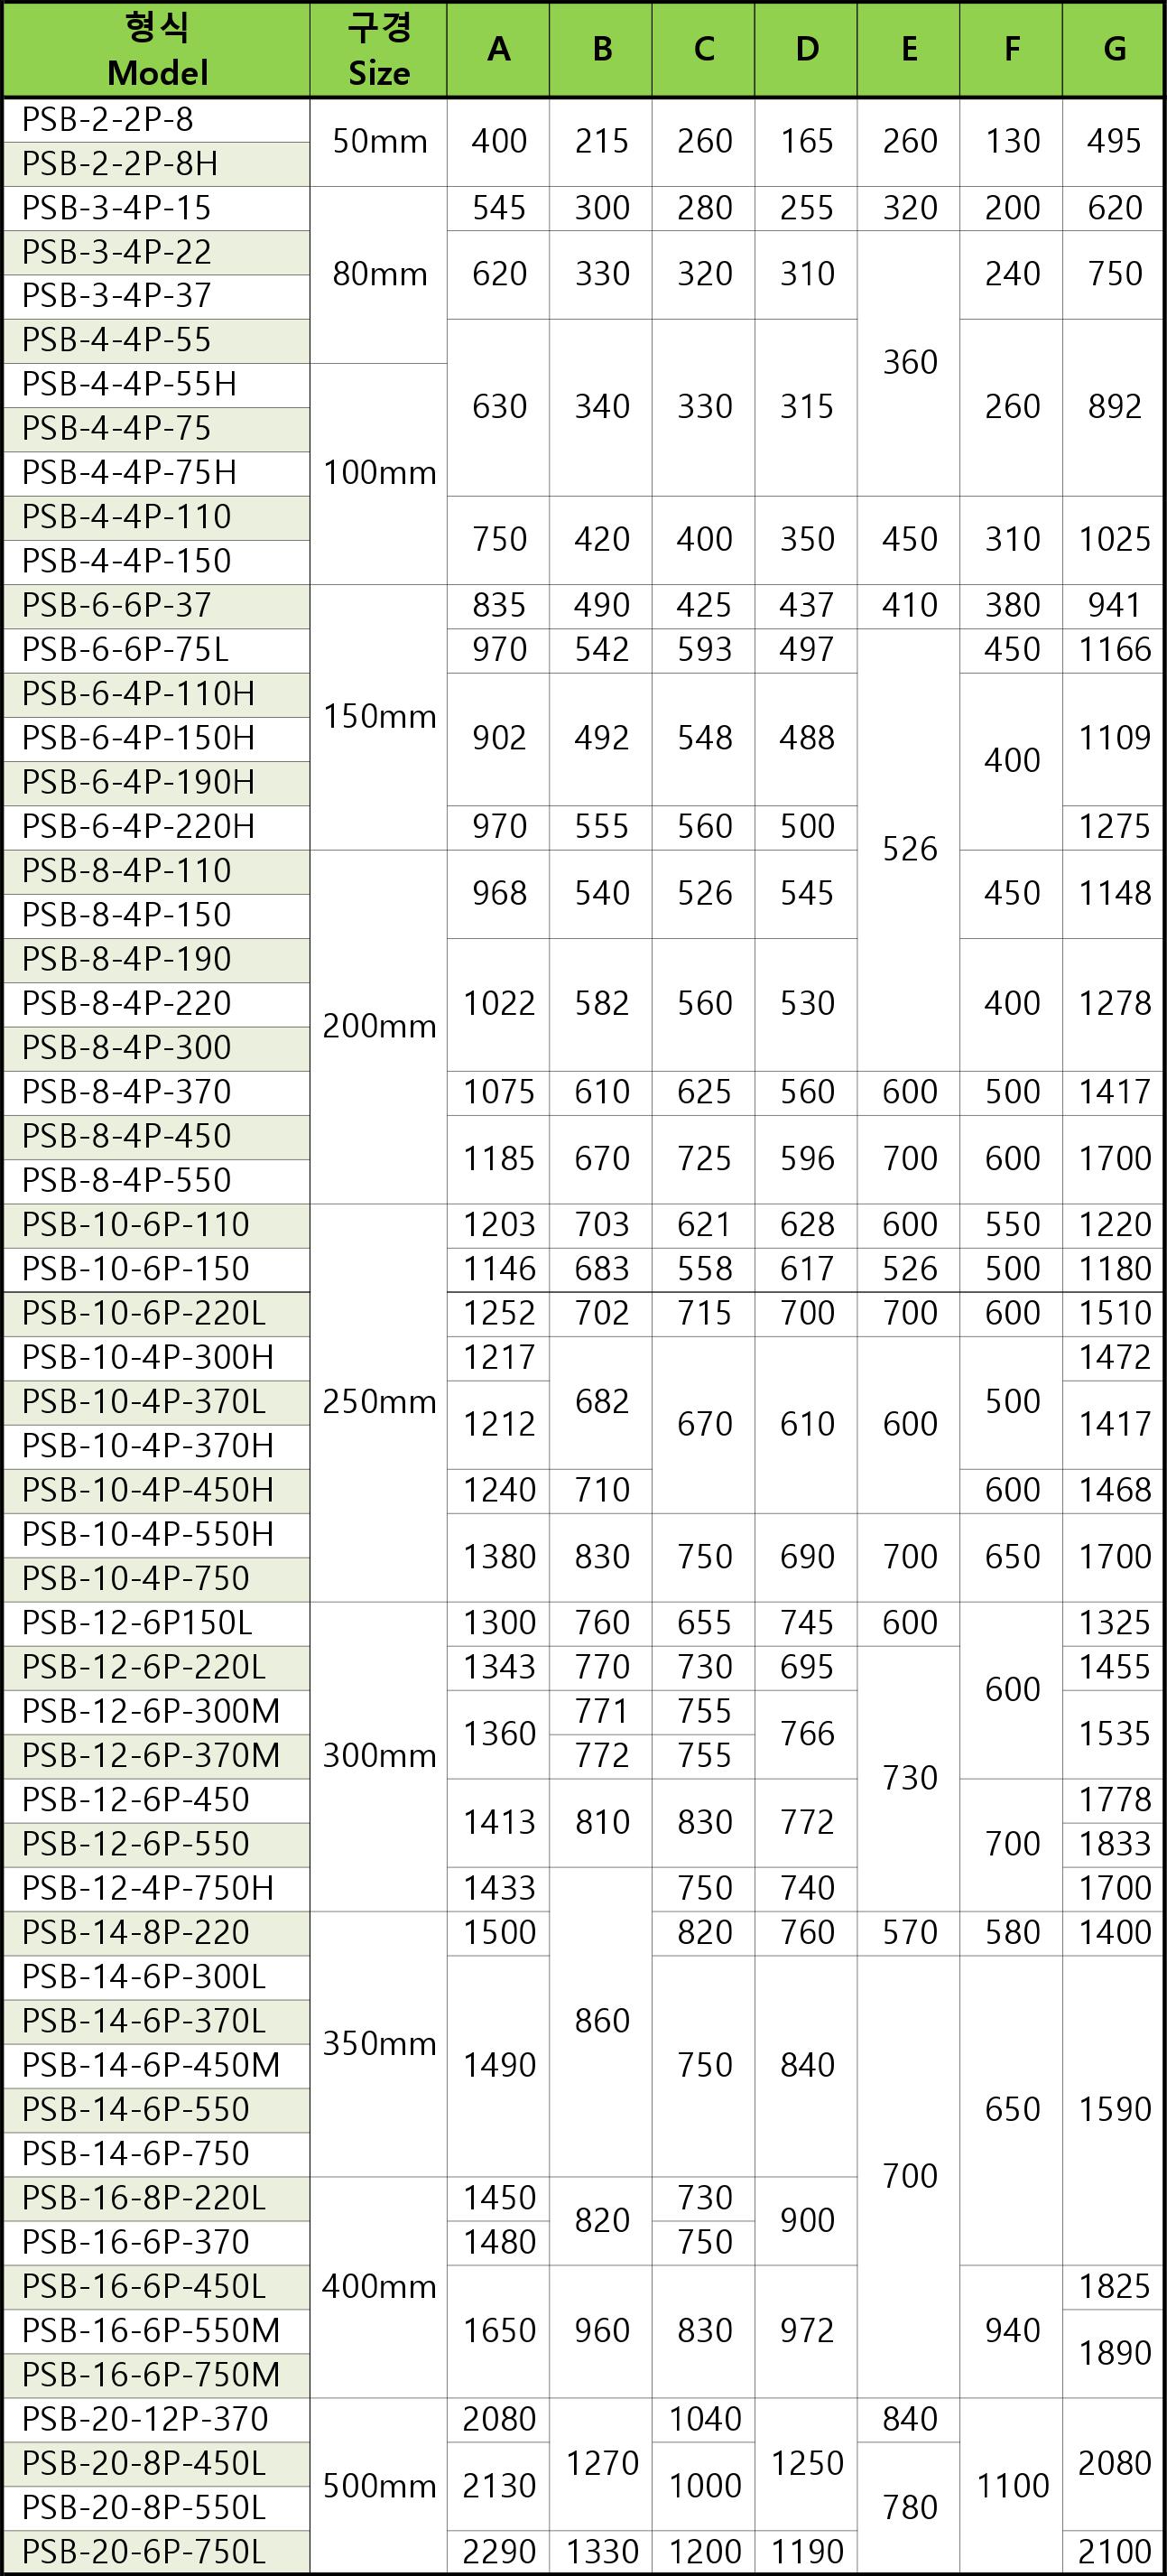 형식 구경 A B C D E F G
Model Size
PSB-2-2P-8
50mm 400 215 260 165 260 130 495
PSB-2-2P-8H
PSB-3-4P-15 545 300 280 255 320 200 620
PSB-3-4P-22
80mm 620 330 320 310 240 750
PSB-3-4P-37
PSB-4-4P-55
360
PSB-4-4P-55H
630 340 330 315 260 892
PSB-4-4P-75
PSB-4-4P-75H
100mm
PSB-4-4P-110
750 420 400 350 450 310 1025
PSB-4-4P-150
PSB-6-6P-37 835 490 425 437 410 380 941
PSB-6-6P-75L 970 542 593 497 450 1166
PSB-6-4P-110H
150mm
PSB-6-4P-150H 902 492 548 488 1109
400
PSB-6-4P-190H
PSB-6-4P-220H 970 555 560 500 1275
526
PSB-8-4P-110
968 540 526 545 450 1148
PSB-8-4P-150
PSB-8-4P-190
PSB-8-4P-220 1022 582 560 530 400 1278
200mm
PSB-8-4P-300
PSB-8-4P-370 1075 610 625 560 600 500 1417
PSB-8-4P-450
1185 670 725 596 700 600 1700
PSB-8-4P-550
PSB-10-6P-110 1203 703 621 628 600 550 1220
PSB-10-6P-150 1146 683 558 617 526 500 1180
PSB-10-6P-220L 1252 702 715 700 700 600 1510
PSB-10-4P-300H 1217 1472
PSB-10-4P-370L 250mm 682 500
1212 670 610 600 1417
PSB-10-4P-370H
PSB-10-4P-450H 1240 710 600 1468
PSB-10-4P-550H
1380 830 750 690 700 650 1700
PSB-10-4P-750
PSB-12-6P150L 1300 760 655 745 600 1325
PSB-12-6P-220L 1343 770 730 695 1455
600
PSB-12-6P-300M 771 755
1360 766 1535
PSB-12-6P-370M 300mm 772 755
730
PSB-12-6P-450 1778
1413 810 830 772
PSB-12-6P-550 700 1833
PSB-12-4P-750H 1433 750 740 1700
PSB-14-8P-220 1500 820 760 570 580 1400
PSB-14-6P-300L
PSB-14-6P-370L 860
350mm
PSB-14-6P-450M 1490 750 840
PSB-14-6P-550 650 1590
PSB-14-6P-750
700
PSB-16-8P-220L 1450 730
820 900
PSB-16-6P-370 1480 750
PSB-16-6P-450L 400mm 1825
PSB-16-6P-550M 1650 960 830 972 940
1890
PSB-16-6P-750M
PSB-20-12P-370 2080 1040 840
PSB-20-8P-450L 1270 1250 2080
500mm 2130 1000 1100
PSB-20-8P-550L 780
PSB-20-6P-750L 2290 1330 1200 1190 2100